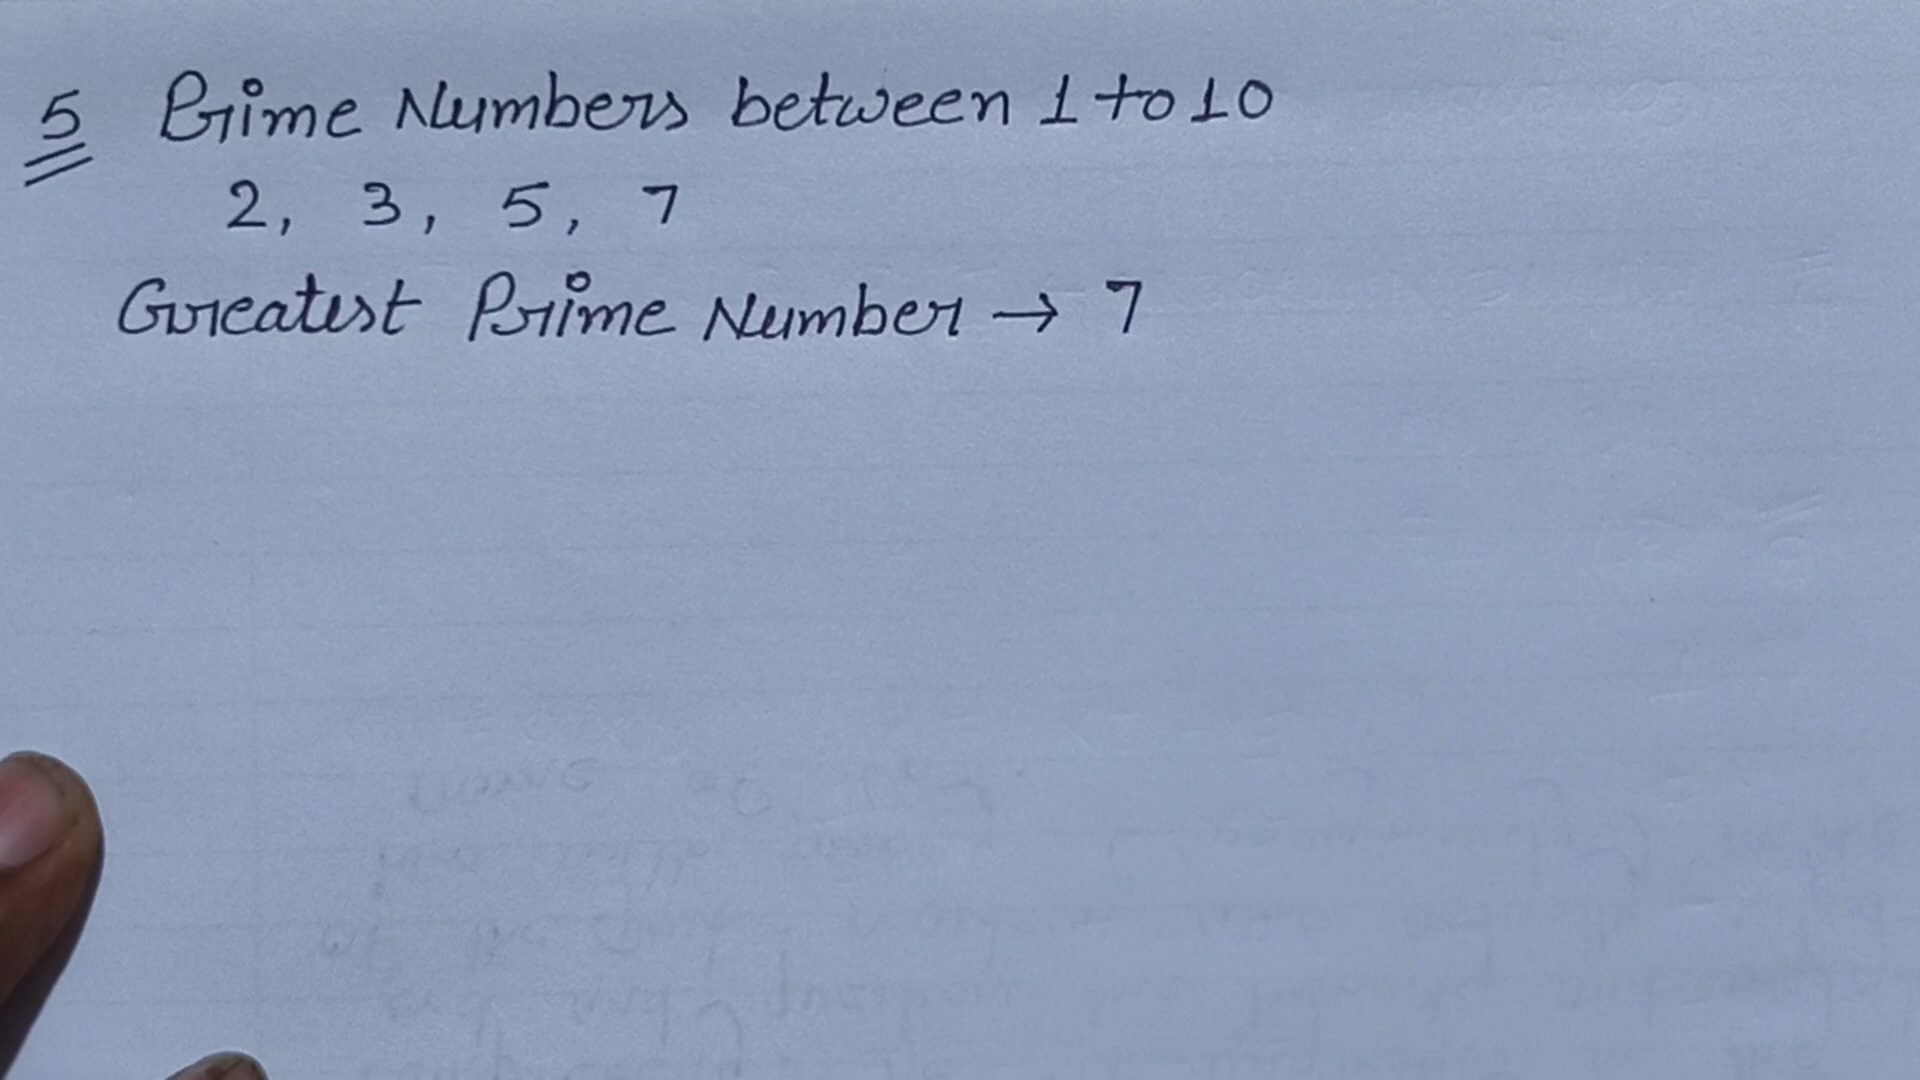 5 Prime Numbers between 1 to 10
2, 3, 5, 7
Greatest Prime Number → 7